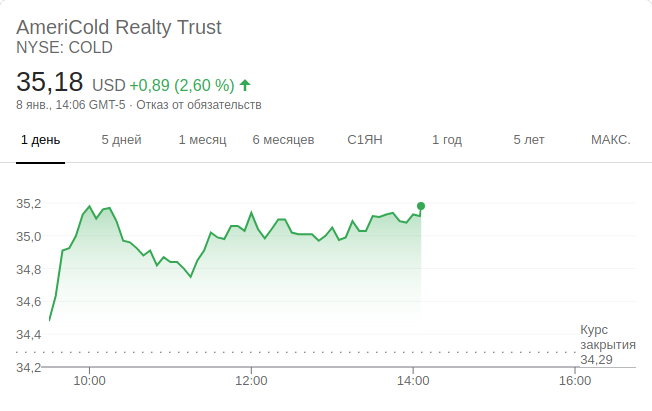 AmeriCold Realty Trust
NYSE: COLD
35,18 USD +0,89 (2,60 %)
8 янв., 14:06 GMT-5 · Отказ от обязательств
1 день 5 дней 1 месяц 6 месяцев С1ЯН 1 год 5 лет МАКС.
35,2
35,0
34,8
34,6
34,4
Курс
закрытия
34,29
34,2
10:00 12:00 14:00 16:00